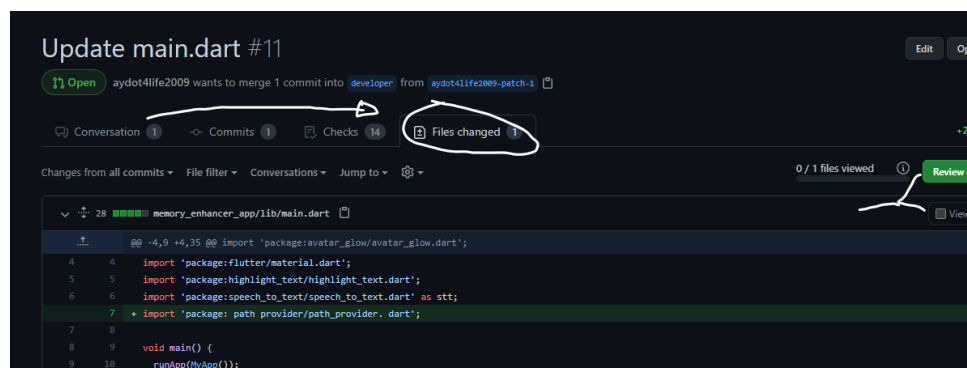 Update main.dart #11
Edit
Open aydot4life2009 wants to merge 1 commit into developer from aydot4life2009-patch-1
Conversation 1 Commits 1 Checks 14 Files changed 1
Changes from all commits File filter Conversations Jump to
0 / 1 files viewed
Review
28 memory_enhancer_app/lib/main.dart
View
@@ -4,9 +4,35 @@ import 'package:avatar_glow/avatar_glow.dart';
4 4 import 'package:flutter/material.dart';
5 5 import 'package:highlight_text/highlight_text.dart';
6 6 import 'package:speech_to_text/speech_to_text.dart' as stt;
7 + import 'package: path provider/path_provider. dart';
7 8
8 9 void main() {
9 10 runApp(MyApp());